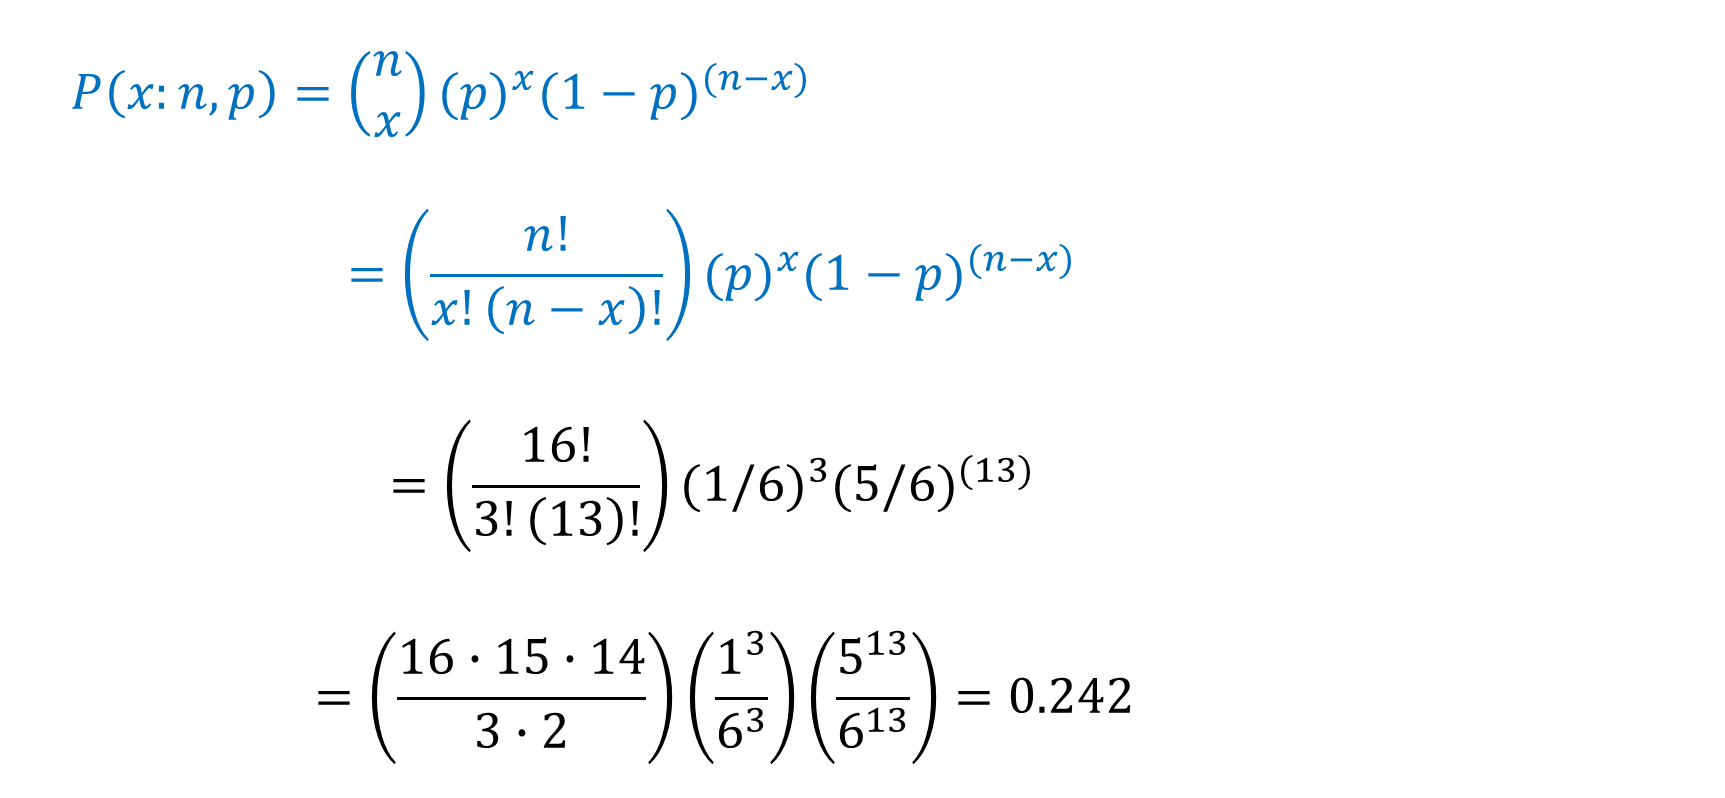 P(x: n, p) = (n x) (p)^x (1 − p)^(n−x)
= (n! / x! (n − x)!) (p)^x (1 − p)^(n−x)
= (16! / 3! (13)!) (1/6)^3 (5/6)^(13)
= (16 · 15 · 14 / 3 · 2) (1^3 / 6^3) (5^13 / 6^13) = 0.242